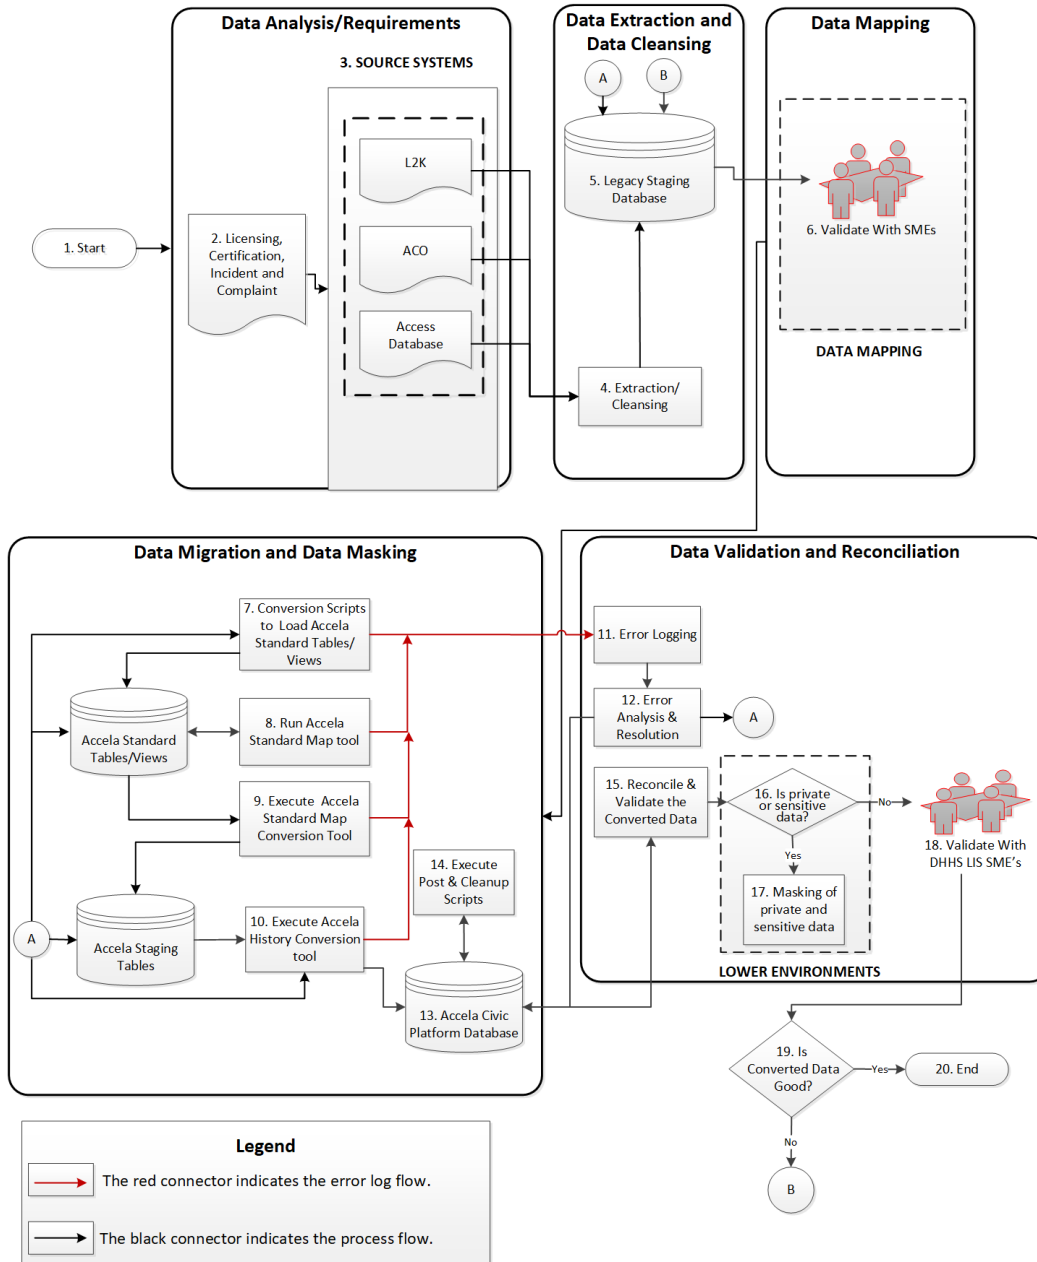 Data Analysis/Requirements
3. SOURCE SYSTEMS
L2K
ACO
Access
Database
1. Start
2. Licensing,
Certification,
Incident and
Complaint
Data Extraction and
Data Cleansing
A
B
5. Legacy Staging
Database
4. Extraction/
Cleansing
Data Mapping
6. Validate With SMEs
DATA MAPPING
Data Migration and Data Masking
7. Conversion Scripts
to Load Accela
Standard Tables/
Views
Accela Standard
Tables/Views
8. Run Accela
Standard Map tool
9. Execute Accela
Standard Map
Conversion Tool
14. Execute
Post & Cleanup
Scripts
A
Accela Staging
Tables
10. Execute Accela
History Conversion
tool
13. Accela Civic
Platform Database
Data Validation and Reconciliation
11. Error Logging
12. Error
Analysis &
Resolution
A
15. Reconcile &
Validate the
Converted Data
16. Is private
or sensitive
data?
No
Yes
17. Masking of
private and
sensitive data
18. Validate With
DHHS LIS SME's
LOWER ENVIRONMENTS
19. Is
Converted Data
Good?
Yes
20. End
No
B
Legend
The red connector indicates the error log flow.
The black connector indicates the process flow.